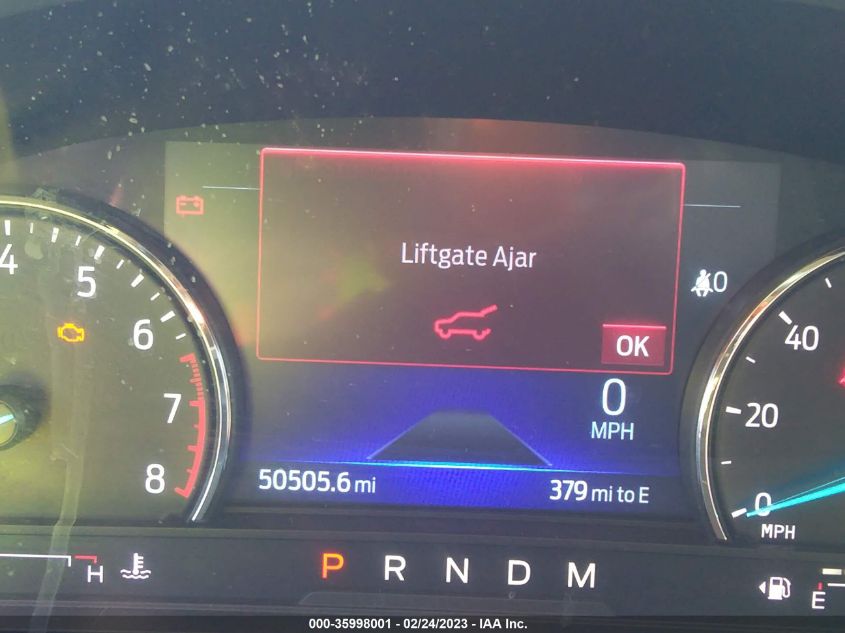 Liftgate Ajar
OK
0
4
5
6
7
8
0
MPH
50505.6 mi
379 mi to E
40
20
0
MPH
H
P R N D M
E
000-35998001 - 02/24/2023 - IAA Inc.